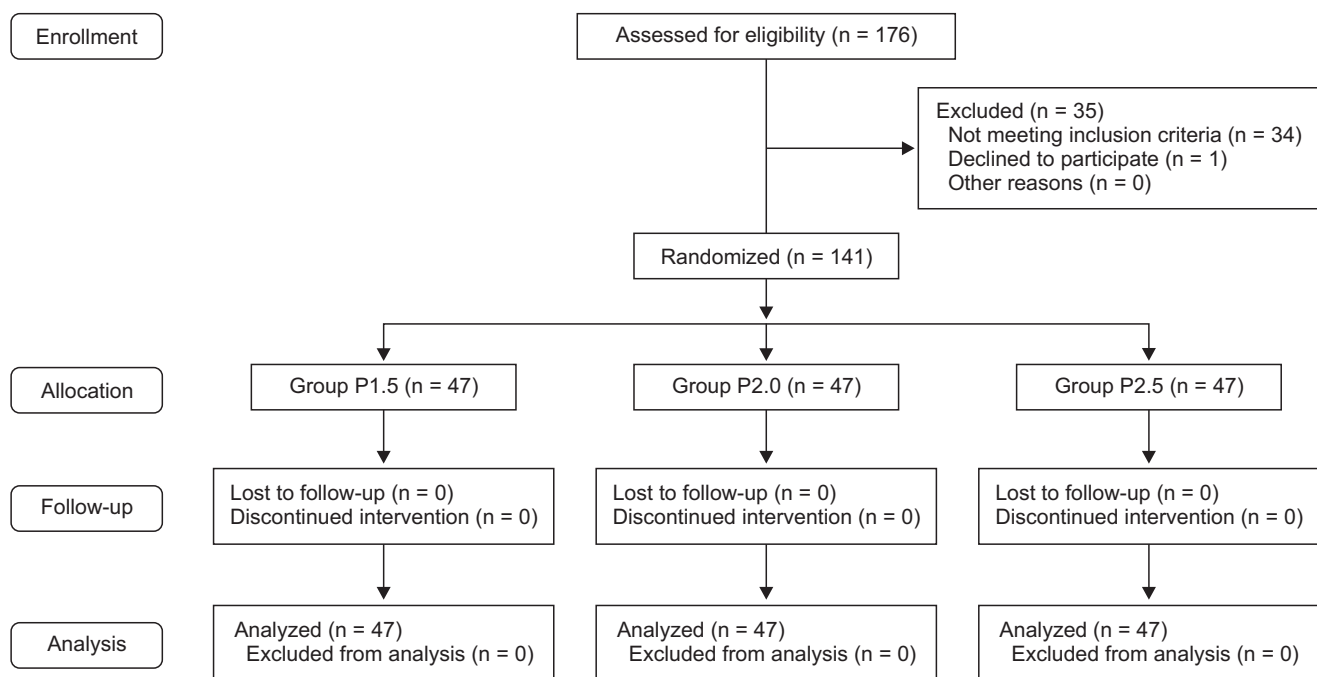 Enrollment
Assessed for eligibility (n = 176)
Excluded (n = 35)
Not meeting inclusion criteria (n = 34)
Declined to participate (n = 1)
Other reasons (n = 0)
Randomized (n = 141)
Allocation
Group P1.5 (n = 47)
Group P2.0 (n = 47)
Group P2.5 (n = 47)
Follow-up
Lost to follow-up (n = 0)
Discontinued intervention (n = 0)
Lost to follow-up (n = 0)
Discontinued intervention (n = 0)
Lost to follow-up (n = 0)
Discontinued intervention (n = 0)
Analysis
Analyzed (n = 47)
Excluded from analysis (n = 0)
Analyzed (n = 47)
Excluded from analysis (n = 0)
Analyzed (n = 47)
Excluded from analysis (n = 0)